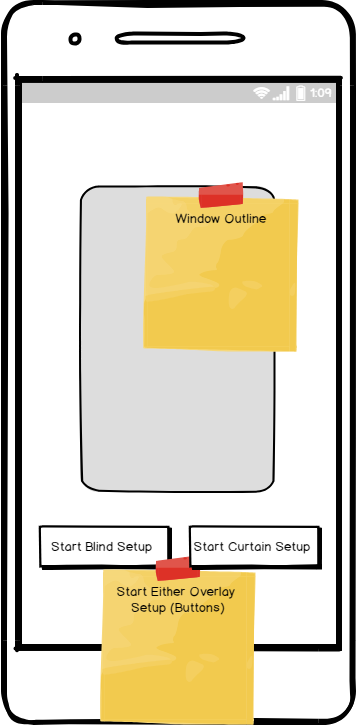 1:09
Window Outline
Start Blind Setup
Start Curtain Setup
Start Either Overlay
Setup (Buttons)